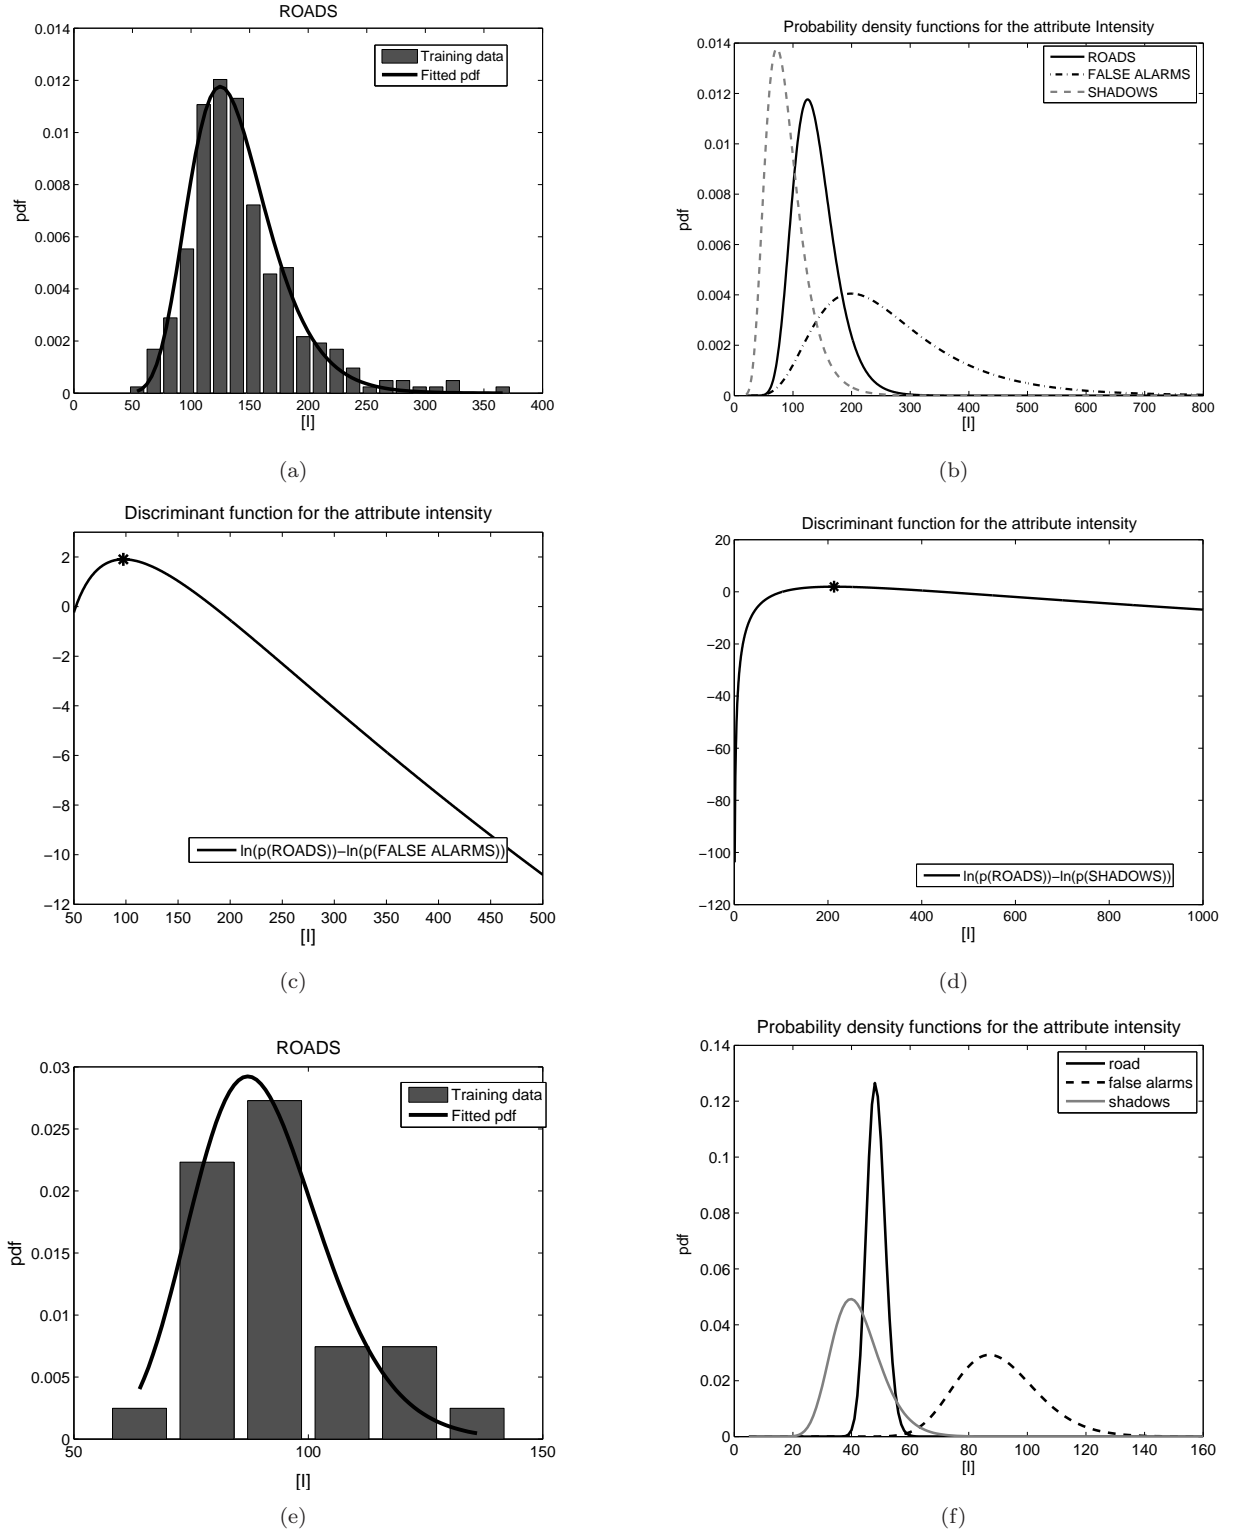 ROADS
0.014
0.012
0.01
0.008
0.006
0.004
0.002
0
pdf
Training data
Fitted pdf
0 50 100 150 200 250 300 350 400
[I]
(a)
Probability density functions for the attribute Intensity
0.014
0.012
0.01
0.008
0.006
0.004
0.002
0
pdf
ROADS
FALSE ALARMS
SHADOWS
0 100 200 300 400 500 600 700 800
[I]
(b)
Discriminant function for the attribute intensity
2
0
−2
−4
−6
−8
−10
−12
ln(p(ROADS))−ln(p(FALSE ALARMS))
50 100 150 200 250 300 350 400 450 500
[I]
(c)
Discriminant function for the attribute intensity
20
0
−20
−40
−60
−80
−100
−120
ln(p(ROADS))−ln(p(SHADOWS))
0 200 400 600 800 1000
[I]
(d)
ROADS
0.03
0.025
0.02
0.015
0.01
0.005
0
pdf
Training data
Fitted pdf
50 100 150
[I]
(e)
Probability density functions for the attribute intensity
0.14
0.12
0.1
0.08
0.06
0.04
0.02
0
pdf
road
false alarms
shadows
0 20 40 60 80 100 120 140 160
[I]
(f)